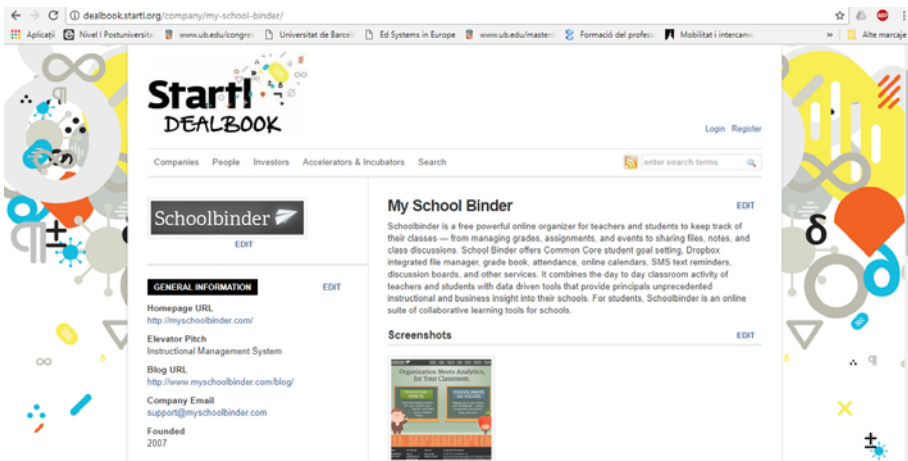 dealbook.startl.org/company/my-school-binder/
Aplicații
Nivel I Postuniversita
www.ub.edu/congres
Universitat de Barcelo
Ed Systems in Europe
www.ub.edu/masterc
Formació del profeso
Mobilitat i intercanvi
»
Alte marcaje
Startl
DEALBOOK
Login Register
Companies People Investors Accelerators & Incubators Search
enter search terms
Schoolbinder
EDIT
GENERAL INFORMATION EDIT
Homepage URL
http://myschoolbinder.com/
Elevator Pitch
Instructional Management System
Blog URL
http://www.myschoolbinder.com/blog/
Company Email
support@myschoolbinder.com
Founded
2007
My School Binder EDIT
Schoolbinder is a free powerful online organizer for teachers and students to keep track of
their classes — from managing grades, assignments, and events to sharing files, notes, and
class discussions. School Binder offers Common Core student goal setting, Dropbox
integrated file manager, grade book, attendance, online calendars, SMS text reminders,
discussion boards, and other services. It combines the day to day classroom activity of
teachers and students with data driven tools that provide principals unprecedented
instructional and business insight into their schools. For students, Schoolbinder is an online
suite of collaborative learning tools for schools.
Screenshots EDIT
Organization Meets Analytics,
for Your Classroom.